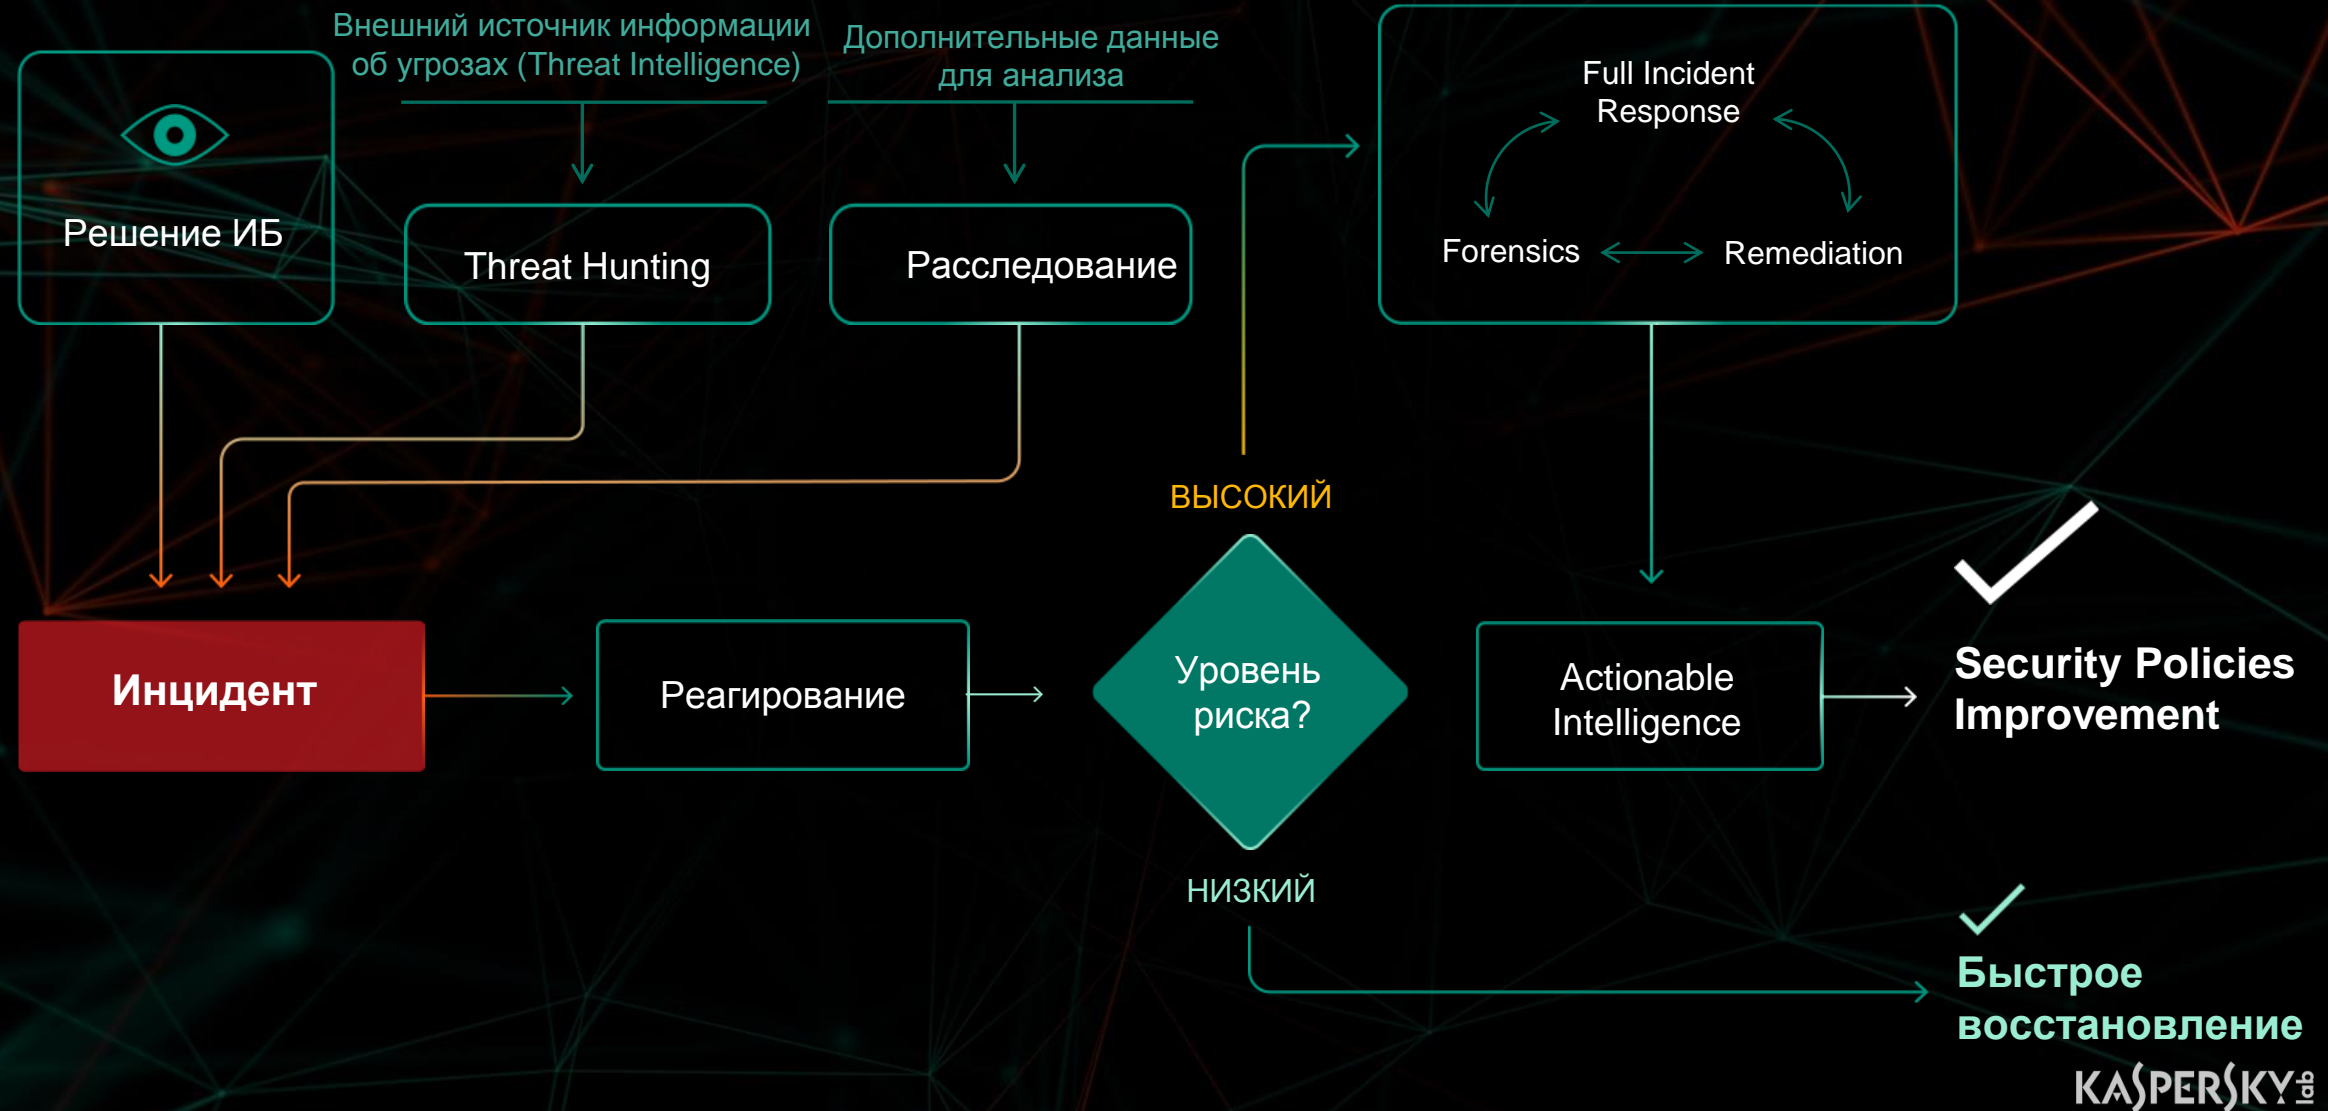 Внешний источник информации
об угрозах (Threat Intelligence)
Дополнительные данные
для анализа
Решение ИБ
Threat Hunting
Расследование
Full Incident
Response
Forensics
Remediation
ВЫСОКИЙ
Инцидент
Реагирование
Уровень
риска?
Actionable
Intelligence
Security Policies
Improvement
НИЗКИЙ
Быстрое
восстановление
KASPERSKY lab